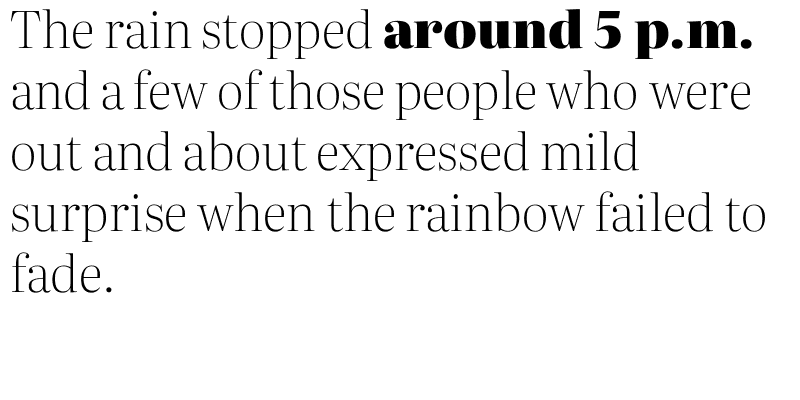 The rain stopped around 5 p.m.
and a few of those people who were
out and about expressed mild
surprise when the rainbow failed to
fade.